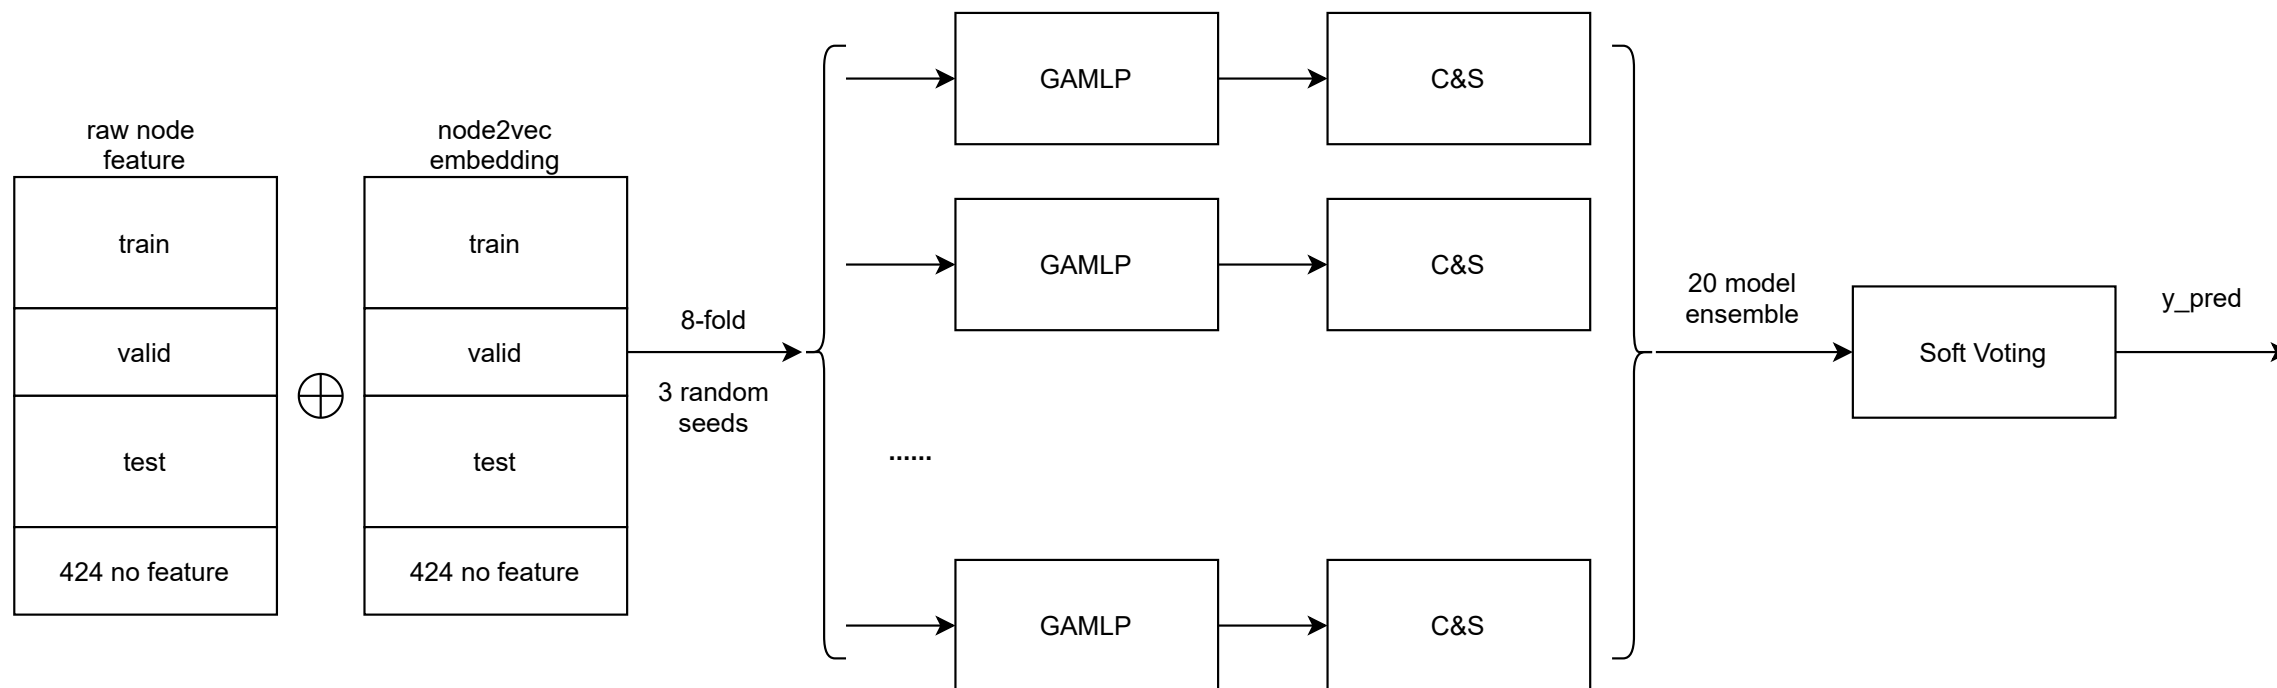 raw node
feature
train
valid
test
424 no feature
node2vec
embedding
train
valid
test
424 no feature
8-fold
3 random
seeds
GAMLP
C&S
GAMLP
C&S
......
GAMLP
C&S
20 model
ensemble
Soft Voting
y_pred